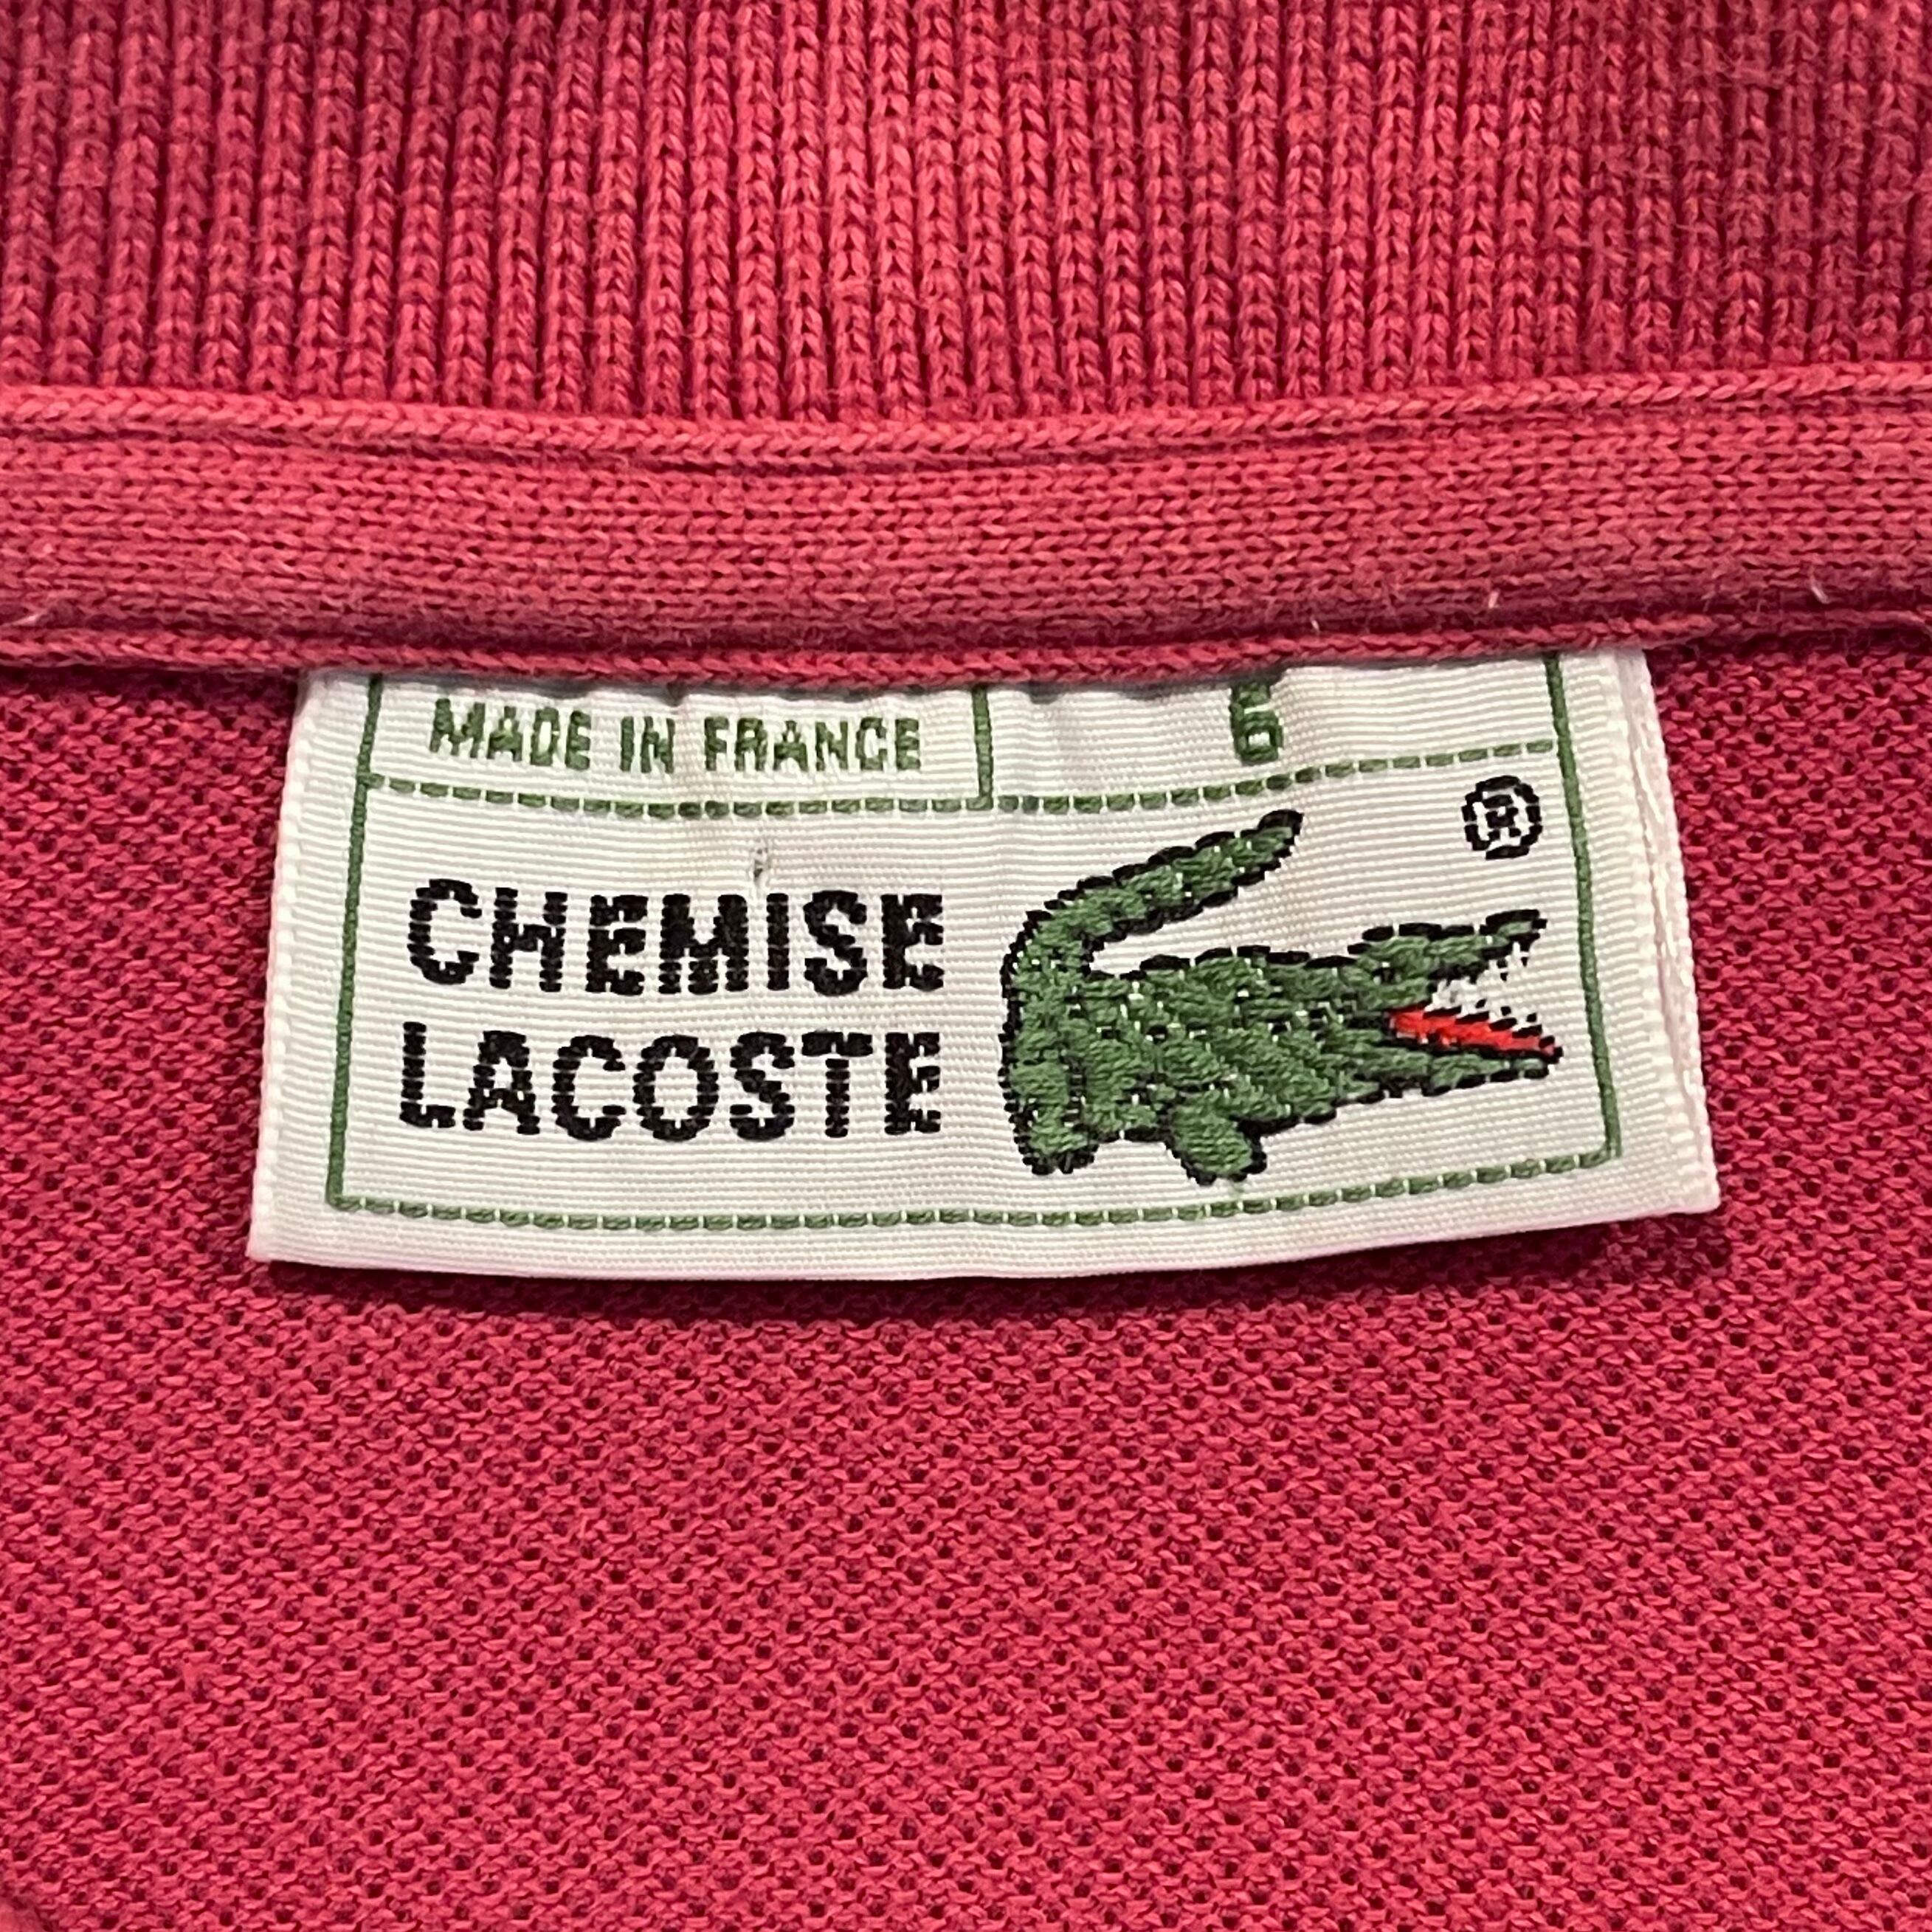 MADE IN FRANCE 6
CHEMISE ®
LACOSTE